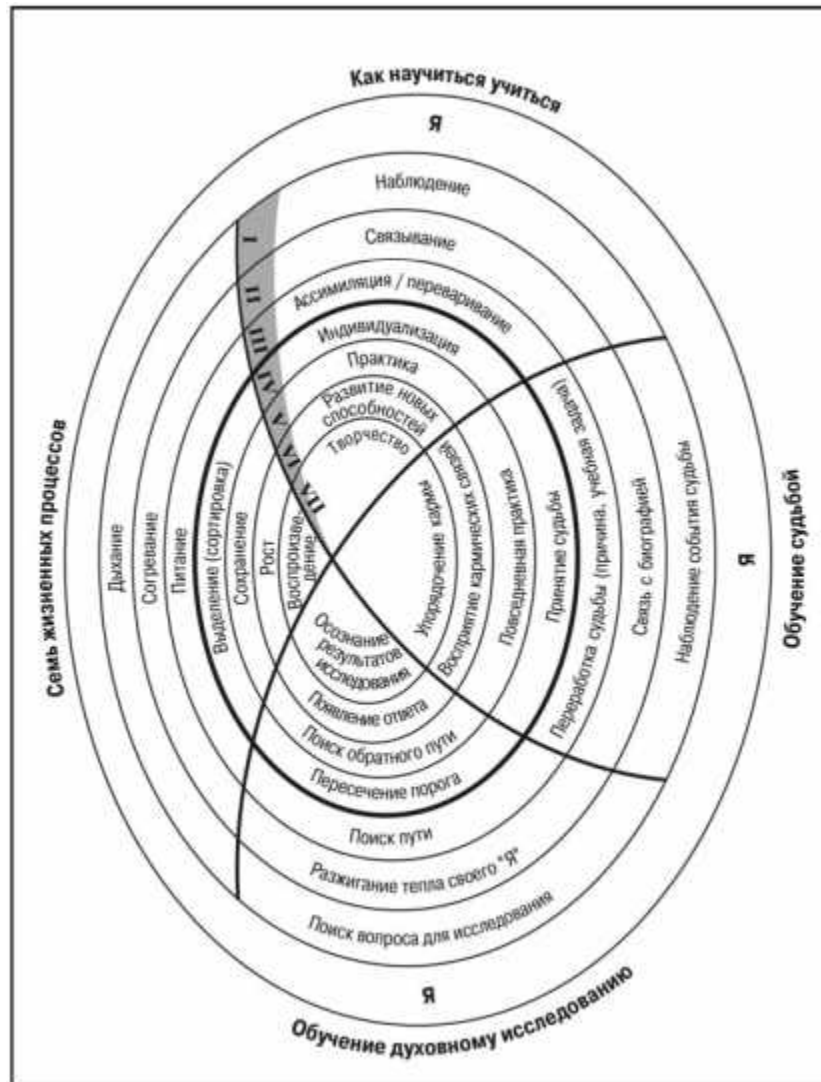 Как научиться учиться
Я
Наблюдение
Связывание
Ассимиляция / переваривание
Индивидуализация
Практика
Развитие новых
способностей
Творчество
I
II
III
IV
V
VI
VII
Семь жизненных процессов
Дыхание
Согревание
Питание
Выделение (сортировка)
Сохранение
Рост
Воспроизве-
дение
Обучение судьбой
Я
Наблюдение события судьбы
Связь с биографией
Переработка судьбы (причина, учебная задача)
Принятие судьбы
Повседневная практика
Восприятие кармических связей
Упорядочение кармы
Осознание
результатов
исследования
Появление ответа
Поиск обратного пути
Пересечение порога
Поиск пути
Разжигание тепла своего "Я"
Поиск вопроса для исследования
Я
Обучение духовному исследованию